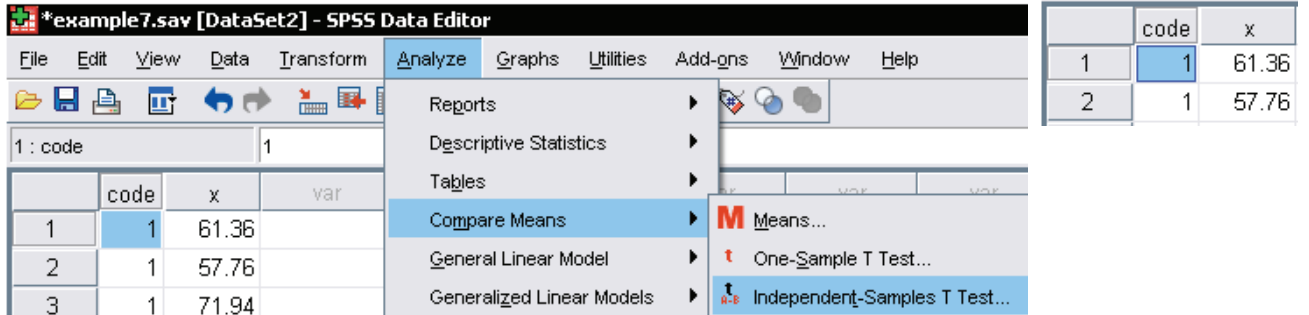 *example7.sav [DataSet2] - SPSS Data Editor
File Edit View Data Transform Analyze Graphs Utilities Add-ons Window Help
Reports
1 : code 1
Descriptive Statistics
Tables
code x var var var
Compare Means
M Means...
1 1 61.36
General Linear Model
t One-Sample T Test...
2 1 57.76
Generalized Linear Models
t A-B Independent-Samples T Test...
3 1 71.94
code x
1 1 61.36
2 1 57.76